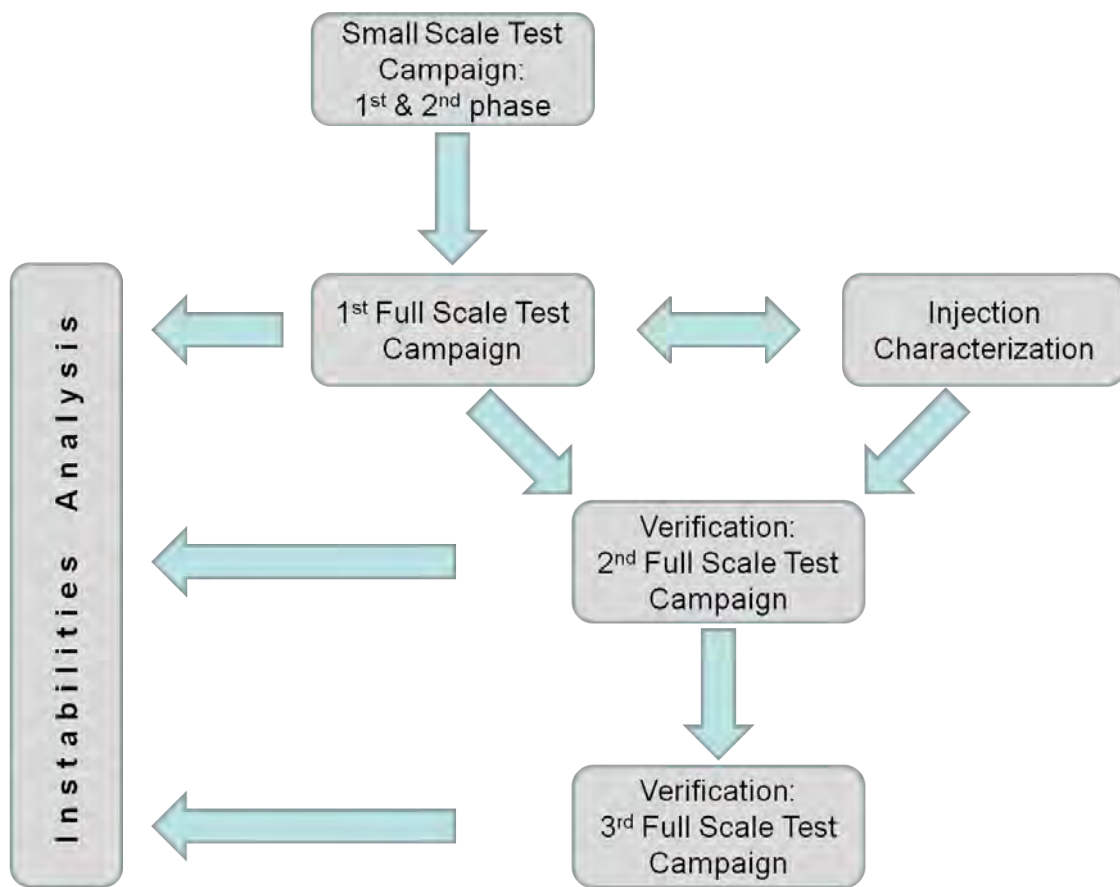 Small Scale Test
Campaign:
1st & 2nd phase
1st Full Scale Test
Campaign
Injection
Characterization
Instabilities Analysis
Verification:
2nd Full Scale Test
Campaign
Verification:
3rd Full Scale Test
Campaign